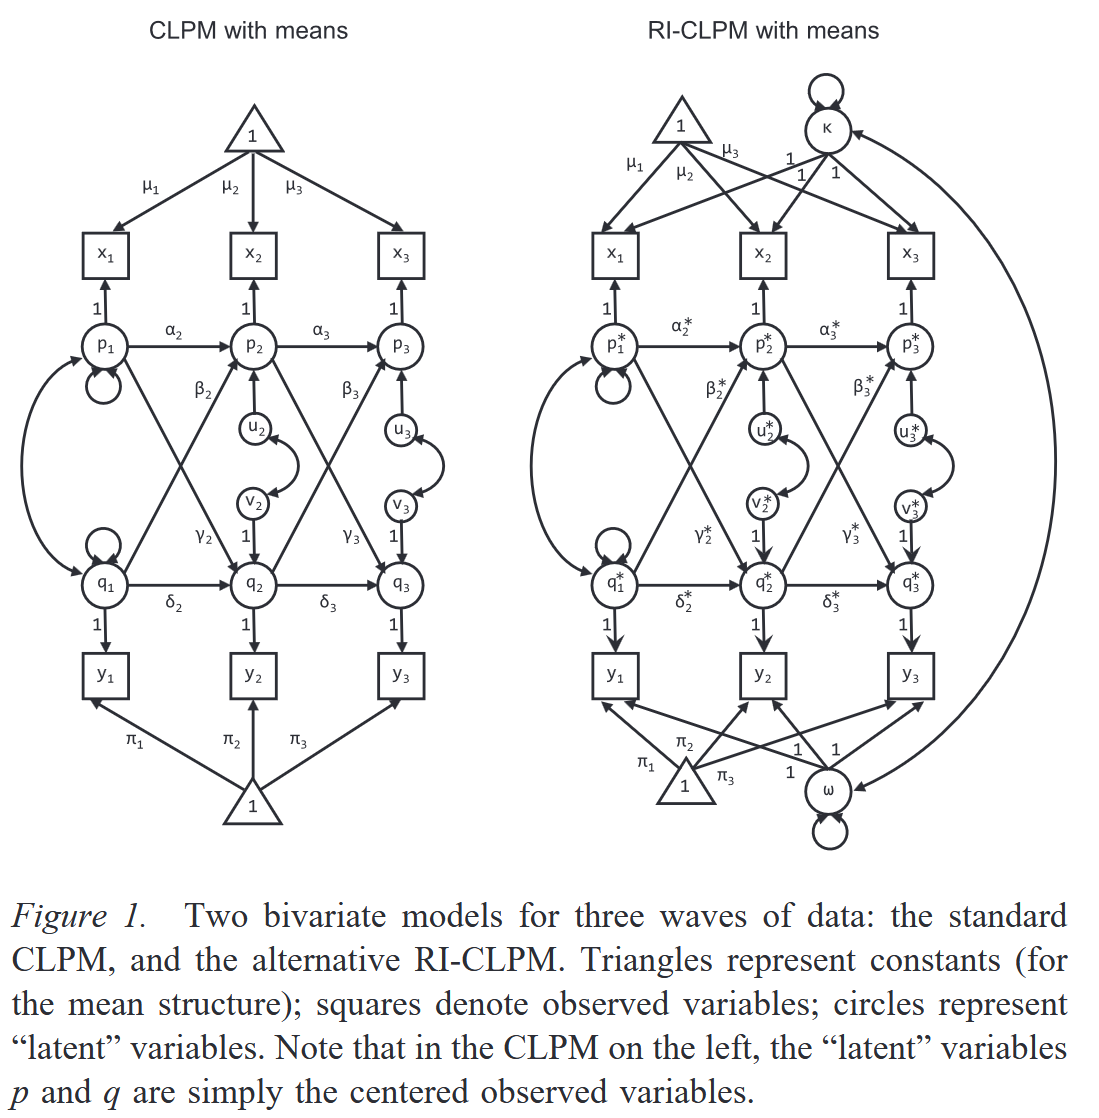 CLPM with means
RI-CLPM with means
1
μ₁ μ₂ μ₃
x₁ x₂ x₃
1 1 1
p₁ α₂ p₂ α₃ p₃
β₂ β₃
u₂ u₃
v₂ v₃
γ₂ 1 γ₃ 1
q₁ δ₂ q₂ δ₃ q₃
1 1 1
y₁ y₂ y₃
π₁ π₂ π₃
1
1 κ
μ₁ μ₂ μ₃ 1 1 1
x₁ x₂ x₃
1 1 1
p₁* α₂* p₂* α₃* p₃*
β₂* β₃*
u₂* u₃*
v₂* v₃*
γ₂* 1 γ₃* 1
q₁* δ₂* q₂* δ₃* q₃*
1 1 1
y₁ y₂ y₃
π₁ π₂ π₃ 1 1 1
1 ω
Figure 1. Two bivariate models for three waves of data: the standard
CLPM, and the alternative RI-CLPM. Triangles represent constants (for
the mean structure); squares denote observed variables; circles represent
“latent” variables. Note that in the CLPM on the left, the “latent” variables
p and q are simply the centered observed variables.